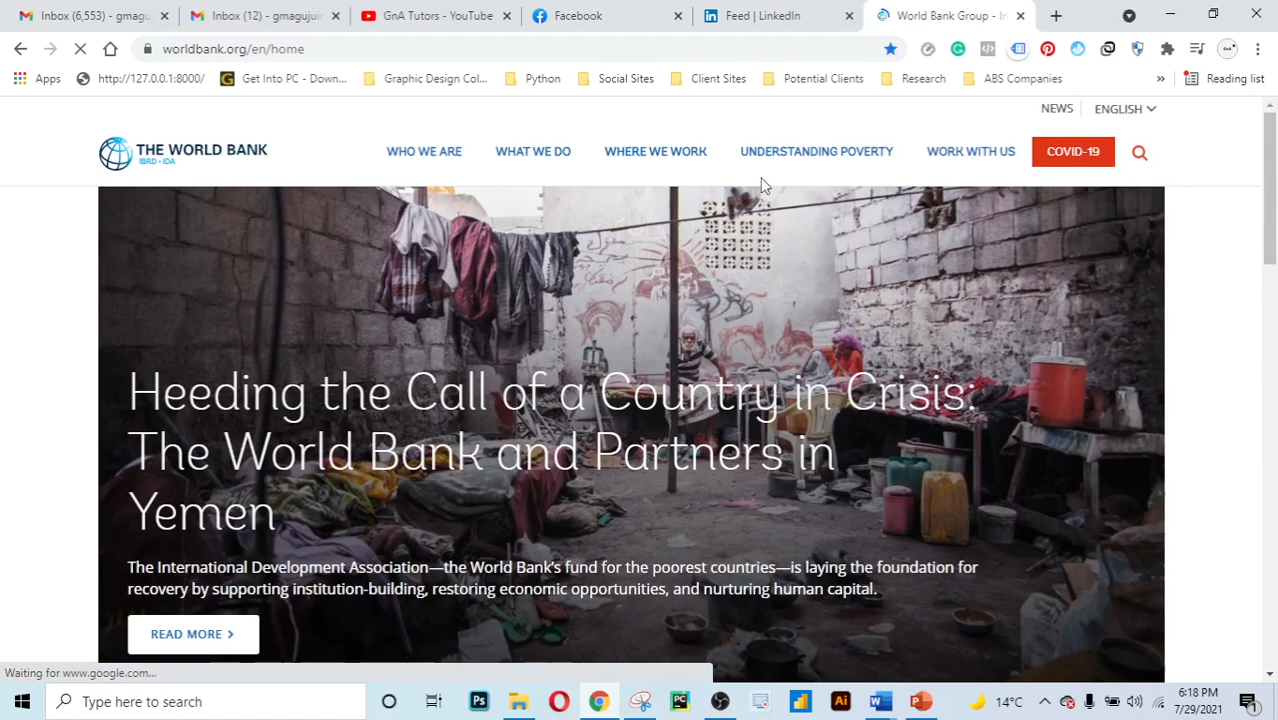 Inbox (6,553) - gmagu
Inbox (12) - gmagujui
GnA Tutors - YouTube
Facebook
Feed | LinkedIn
World Bank Group - In
worldbank.org/en/home
Apps
http://127.0.0.1:8000/
Get Into PC - Down...
Graphic Design Col...
Python
Social Sites
Client Sites
Potential Clients
Research
ABS Companies
»
Reading list
NEWS
ENGLISH
THE WORLD BANK
IBRD • IDA
WHO WE ARE
WHAT WE DO
WHERE WE WORK
UNDERSTANDING POVERTY
WORK WITH US
COVID-19
Heeding the Call of a Country in Crisis:
The World Bank and Partners in
Yemen
The International Development Association—the World Bank's fund for the poorest countries—is laying the foundation for
recovery by supporting institution-building, restoring economic opportunities, and nurturing human capital.
READ MORE >
Waiting for www.google.com...
Type here to search
Ps
PC
Ai
W
P
14°C
6:18 PM
7/29/2021
1